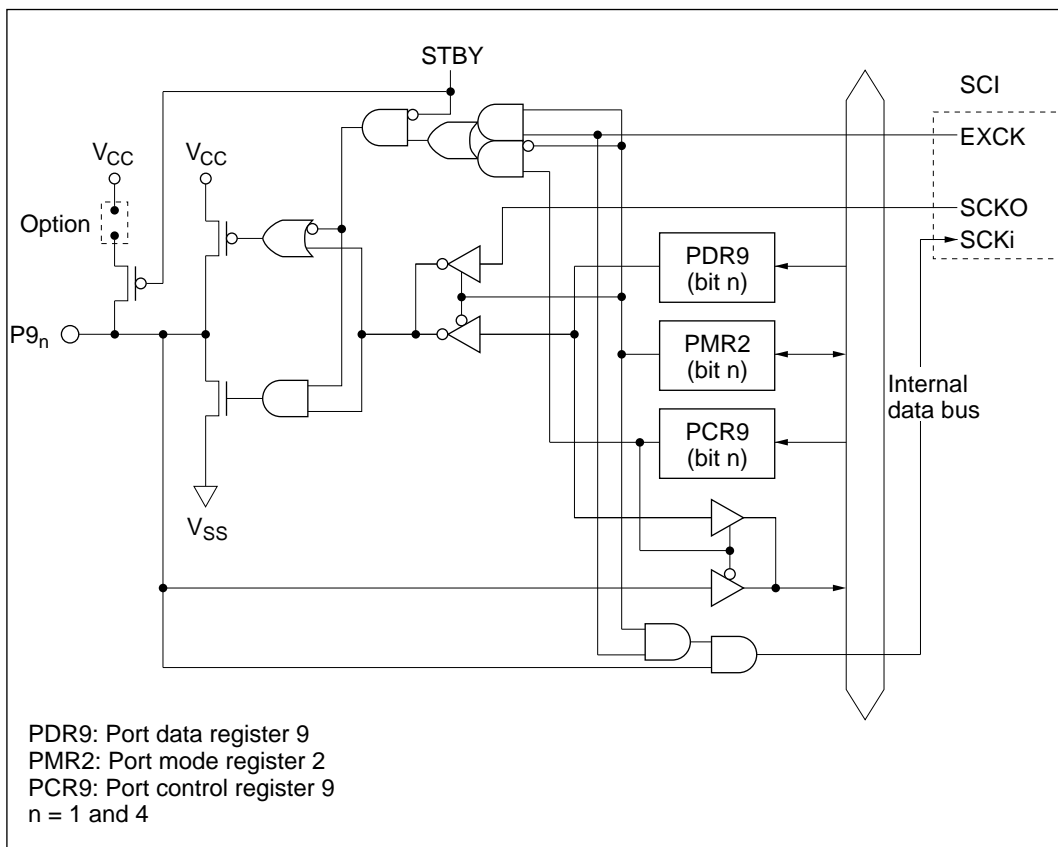 STBY
SCI
EXCK
VCC
VCC
Option
SCKO
SCKi
PDR9
(bit n)
P9n
PMR2
(bit n)
Internal
data bus
PCR9
(bit n)
VSS
PDR9: Port data register 9
PMR2: Port mode register 2
PCR9: Port control register 9
n = 1 and 4